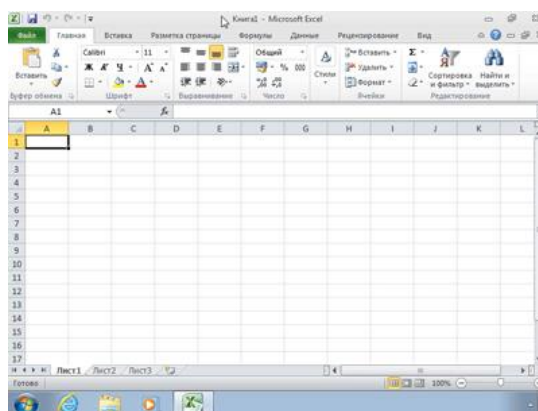 Книга1 - Microsoft Excel
Файл Главная Вставка Разметка страницы Формулы Данные Рецензирование Вид
Вставить
Calibri 11
Ж К Ч
Общий
% 000
Стили
Вставить
Удалить
Формат
Сортировка и фильтр
Найти и выделить
Буфер обмена Шрифт Выравнивание Число Ячейки Редактирование
A1 fx
A B C D E F G H I J K L
1
2
3
4
5
6
7
8
9
10
11
12
13
14
15
16
17
Лист1 Лист2 Лист3
Готово 100%